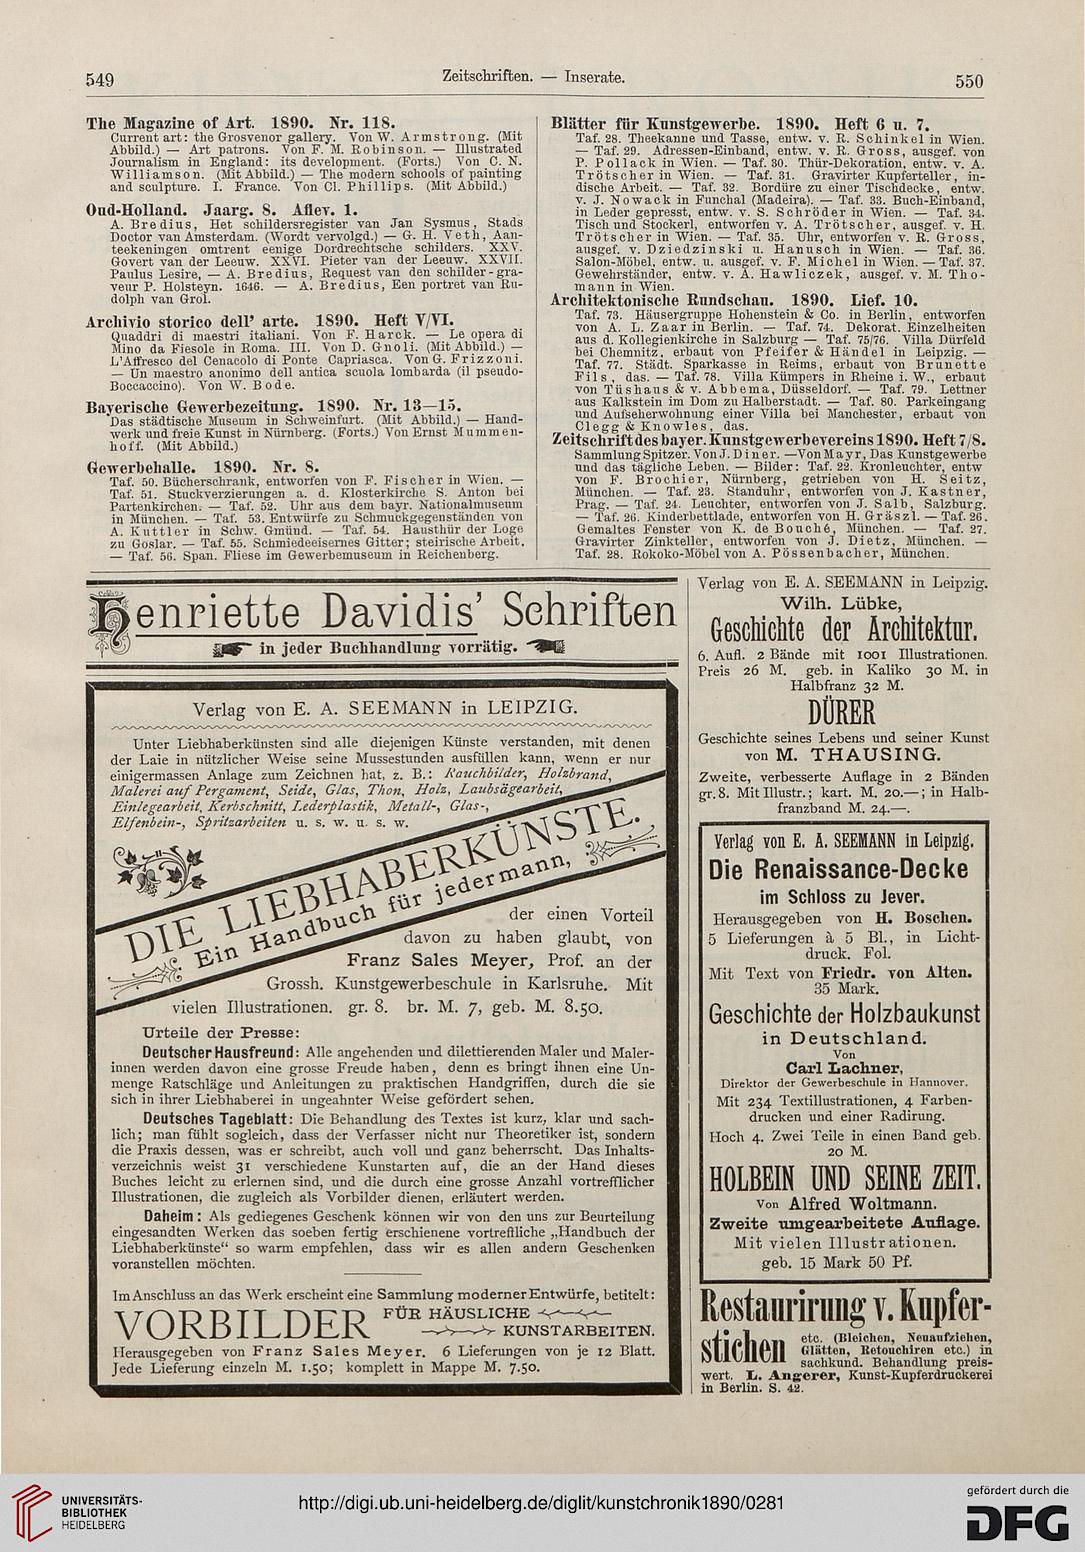 549
Zeitschriften. — Inserate.
550
The Magazine of Art. 1890. Nr. 118.
Current art: the Grosvenor gallery. Von W. Armstrong. (Mit
Abbild.) — Art patrons. Von F. M. Robinson. — Illustrated
Journalism in England: its development. (Forts.) Von C. N.
Williamson. (Mit Abbild.) — The modern schools of painting
and sculpture. I. France. Von Cl. Phillips. (Mit Abbild.)
Oud-Holland. Jaarg. 8. Aflev. 1.
A. Bredius, Het schildersregister van Jan Sysmus, Stads
Doctor van Amsterdam. (Wordt vervolgd.) — G. H. Veth, Aan-
teekeningen omtrent eenige Dordrechtsche schilders. XXV.
Govert van der Leeuw. XXVI. Pieter van der Leeuw. XXVII.
Paulus Lesire, — A. Bredius, Request van den schilder-gra-
veur P. Holsteyn. 1646. — A. Bredius, Een portret van Ru-
dolph van Grol.
Archivio storico dell' arte. 1890. Heft V/VI.
Quaddri di maestri italiani. Von F. Harck. — Le opera di
Mino da Fiesole in Roma. III. Von D. Gnoli. (Mit Abbild.) —
L'Affresco del Cenacolo di Ponte Capriasca. Von G. Frizzoni.
— Un maestro anonimo dell antica scuola lombarda (il pseudo-
Boccaccino). Von W. Bode.
Bayerische Gewerbezeitung. 1890. Nr. 13—15.
Das städtische Museum in Schweinfurt. (Mit Abbild.) — Hand-
werk und freie Kunst in Nürnberg. (Forts.) Von Ernst Mummen-
hoff. (Mit Abbild.)
Gewerbehalle. 1890. Nr. 8.
Taf. 50. Bücherschrank, entworfen von F. Fischer in Wien. —
Taf. 51. Stuckverzierungen a. d. Klosterkirche S. Anton bei
Partenkirchen. — Taf. 52. Uhr aus dem bayr. Nationalmuseum
in München. — Taf. 53. Entwürfe zu Schmuckgegenständen von
A. Kuttler in Schw. Gmünd. — Taf. 54. Hausthür der Loge
zu Goslar. — Taf. 55. Schmiedeeisernes Gitter; steirische Arbeit.
— Taf. 56. Span. Fliese im Gewerbemuseum in Reichenberg.
Blätter für Kunstgewerbe. 1890. Heft 6 u. 7.
Taf. 28. Theekanne und Tasse, entw. v. R. Schinkel in Wien.
— Taf. 29. Adressen-Einband, entw. v. R. Gross, ausgef. von
P. Pollack in Wien. — Taf. 30. Thür-Dekoration, entw. v. A.
Trötscher in Wien. — Taf. 31. Gravirter Kupferteller, in-
dische Arbeit. — Taf. 32. Bordüre zu einer Tischdecke, entw.
v. J. Nowack in Funchal (Madeira). — Taf. 33. Buch-Einband,
in Leder gepresst, entw. v. S. Schröder in Wien. — Taf. 34.
Tisch und Stockerl, entworfen v. A. Trötscher, ausgef. v. H.
Trötscher in Wien. — Taf. 35. Uhr, entworfen v. R. Gross,
ausgef. v. Dziedzinski u. Hanusch in Wien. — Taf. 36.
Salon-Möbel, entw. u. ausgef. v. F. Michel in Wien. — Taf. 37.
Gewehrständer, entw. v. A. Hawliczek, ausgef. v. M. Tho-
mann in Wien.
Architektonische Rundschau. 1890. Lief. 10.
Taf. 73. Häusergruppe Hohenstein & Co. in Berlin, entworfen
von A. L. Zaar in Berlin. — Taf. 74. Dekorat. Einzelheiten
aus d. Kollegienkirche in Salzburg — Taf. 75/76. Villa Dürfeld
bei Chemnitz, erbaut von Pfeifer & Händel in Leipzig. —
Taf. 77. Städt. Sparkasse in Reims, erbaut von Brunette
Fils, das. — Taf. 78. Villa Kümpers in Rheine i. W., erbaut
von Tüshaus & v. Abbema, Düsseldorf. — Taf. 79. Lettner
aus Kalkstein im Dom zu Halberstadt. — Taf. 80. Parkeingang
und Aufseherwohnung einer Villa bei Manchester, erbaut von
Clegg & Knowles, das.
Zeitschrift des bayer. Kunstgewerbevereins 1890. Heft 7/8.
Sammlung Spitzer. Von J. Diner. — Von Mayr, Das Kunstgewerbe
und das tägliche Leben. — Bilder: Taf. 22. Kronleuchter, entw
von F. Brochier, Nürnberg, getrieben von H. Seitz,
München. — Taf. 23. Standuhr, entworfen von J. Kastner,
Prag. — Taf. 24. Leuchter, entworfen von J. Salb, Salzburg.
— Taf. 26. Kinderbettlade, entworfen von H. Gräszl. — Taf. 26.
Gemaltes Fenster von K. de Bouché, München. — Taf. 27.
Gravirter Zinkteller, entworfen von J. Dietz, München. —
Taf. 28. Rokoko-Möbel von A. Pössenbacher, München.
Henriette Davidis' Schriften
in jeder Buchhandlung vorrätig.
Verlag von E. A. SEEMANN in LEIPZIG.
Unter Liebhaberkünsten sind alle diejenigen Künste verstanden, mit denen
der Laie in nützlicher Weise seine Mussestunden ausfüllen kann, wenn er nur
einigermassen Anlage zum Zeichnen hat, z. B.: Rauchbilder, Holzbrand,
Malerei auf Pergament, Seide, Glas, Thon, Holz, Laubsägearbeit,
Einlegearbeit, Kerbschnitt, Lederplastik, Metall-, Glas-,
Elfenbein-, Spritzarbeiten u. s. w. u. s. w.
DIE LIEBHABERKÜNSTE.
Ein Handbuch für jedermann,
der einen Vorteil
davon zu haben glaubt, von
Franz Sales Meyer, Prof. an der
Grossh. Kunstgewerbeschule in Karlsruhe. Mit
vielen Illustrationen. gr. 8. br. M. 7, geb. M. 8.50.
Urteile der Presse:
Deutscher Hausfreund: Alle angehenden und dilettierenden Maler und Maler-
innen werden davon eine grosse Freude haben, denn es bringt ihnen eine Un-
menge Ratschläge und Anleitungen zu praktischen Handgriffen, durch die sie
sich in ihrer Liebhaberei in ungeahnter Weise gefördert sehen.
Deutsches Tageblatt: Die Behandlung des Textes ist kurz, klar und sach-
lich; man fühlt sogleich, dass der Verfasser nicht nur Theoretiker ist, sondern
die Praxis dessen, was er schreibt, auch voll und ganz beherrscht. Das Inhalts-
verzeichnis weist 31 verschiedene Kunstarten auf, die an der Hand dieses
Buches leicht zu erlernen sind, und die durch eine grosse Anzahl vortrefflicher
Illustrationen, die zugleich als Vorbilder dienen, erläutert werden.
Daheim: Als gediegenes Geschenk können wir von den uns zur Beurteilung
eingesandten Werken das soeben fertig erschienene vortreffliche „Handbuch der
Liebhaberkünste“ so warm empfehlen, dass wir es allen andern Geschenken
voranstellen möchten.
Im Anschluss an das Werk erscheint eine Sammlung moderner Entwürfe, betitelt:
VORBILDER FÜR HÄUSLICHE
KUNSTARBEITEN.
Herausgegeben von Franz Sales Meyer. 6 Lieferungen von je 12 Blatt.
Jede Lieferung einzeln M. 1.50; komplett in Mappe M. 7.50.
Verlag von E. A. SEEMANN in Leipzig.
Wilh. Lübke,
Geschichte der Architektur.
6. Aufl. 2 Bände mit 1001 Illustrationen.
Preis 26 M. geb. in Kaliko 30 M. in
Halbfranz 32 M.
DÜRER
Geschichte seines Lebens und seiner Kunst
von M. THAUSING.
Zweite, verbesserte Auflage in 2 Bänden
gr. 8. Mit Illustr.; kart. M. 20.—; in Halb-
franzband M. 24.—.
Verlag von E. A. SEEMANN in Leipzig.
Die Renaissance-Decke
im Schloss zu Jever.
Herausgegeben von H. Boschen.
5 Lieferungen à 5 Bl., in Licht-
druck. Fol.
Mit Text von Friedr. von Alten.
35 Mark.
Geschichte der Holzbaukunst
in Deutschland.
Von
Carl Lachner,
Direktor der Gewerbeschule in Hannover.
Mit 234 Textillustrationen, 4 Farben-
drucken und einer Radirung.
Hoch 4. Zwei Teile in einen Band geb.
20 M.
HOLBEIN UND SEINE ZEIT.
Von Alfred Woltmann.
Zweite umgearbeitete Auflage.
Mit vielen Illustrationen.
geb. 15 Mark 50 Pf.
Restaurirung v. Kupfer-
stichen etc. (Bleichen, Neuaufziehen,
Glätten, Retouchiren etc.) in
sachkund. Behandlung preis-
wert. L. Angerer, Kunst-Kupferdruckerei
in Berlin. S. 42.
UNIVERSITÄTS-
BIBLIOTHEK
HEIDELBERG
http://digi.ub.uni-heidelberg.de/diglit/kunstchronik1890/0281
gefördert durch die
DFG